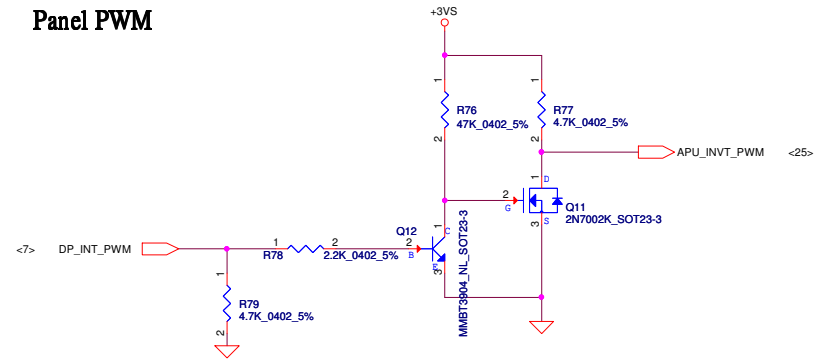 Panel PWM
+3VS
1
1
R76
47K_0402_5%
R77
4.7K_0402_5%
2
2
APU_INVT_PWM <25>
1
D
2
G
Q11
2N7002K_SOT23-3
S
3
1
C
Q12
<7> DP_INT_PWM
1
2
2
B
R78
2.2K_0402_5%
E
3
MMBT3904_NL_SOT23-3
1
R79
4.7K_0402_5%
2